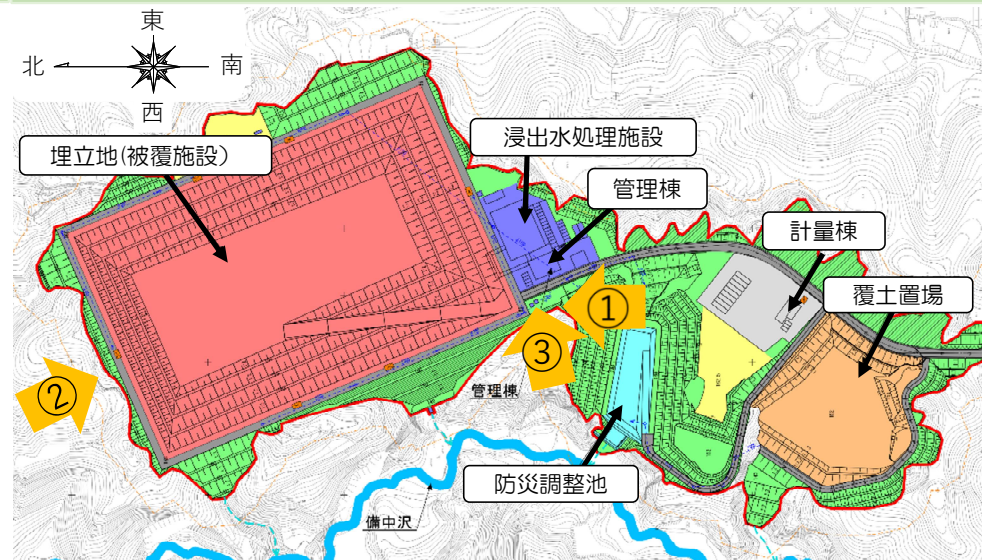 東
北
南
西
埋立地(被覆施設)
浸出水処理施設
管理棟
計量棟
覆土置場
①
②
③
管理棟
防災調整池
備中沢